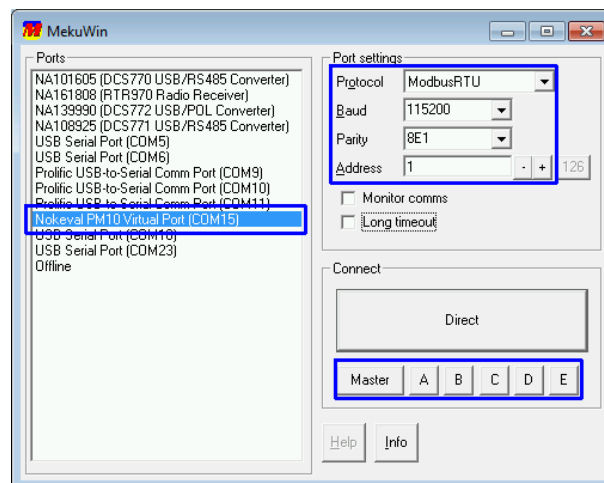 MekuWin
Ports
NA101605 (DCS770 USB/RS485 Converter)
NA161808 (RTR970 Radio Receiver)
NA139990 (DCS772 USB/POL Converter)
NA108925 (DCS771 USB/RS485 Converter)
USB Serial Port (COM5)
USB Serial Port (COM6)
Prolific USB-to-Serial Comm Port (COM9)
Prolific USB-to-Serial Comm Port (COM10)
Prolific USB-to-Serial Comm Port (COM11)
Nokeval PM10 Virtual Port (COM15)
USB Serial Port (COM18)
USB Serial Port (COM23)
Offline
Port settings
Protocol ModbusRTU
Baud 115200
Parity 8E1
Address 1 - + 126
Monitor comms
Long timeout
Connect
Direct
Master A B C D E
Help Info